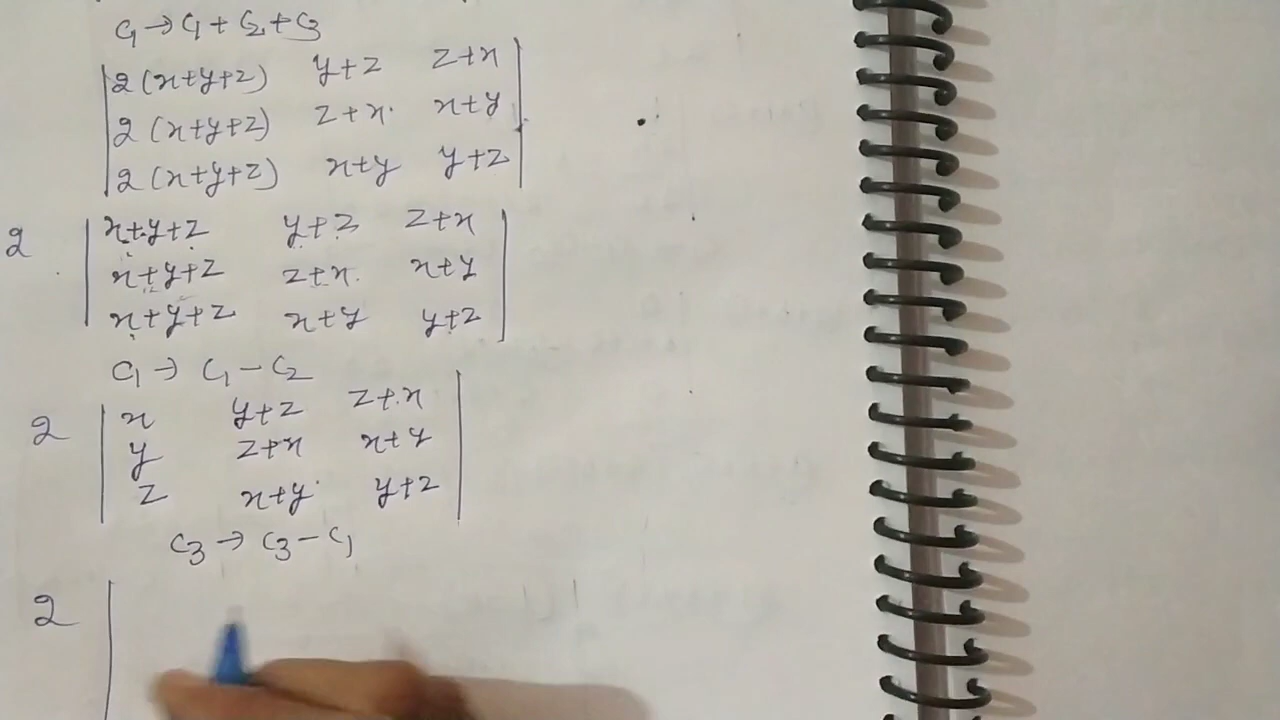 C₁ → C₁ + C₂ + C₃
| 2(x+y+z) y+z z+x |
| 2(x+y+z) z+x x+y |
| 2(x+y+z) x+y y+z |
2 | x+y+z y+z z+x |
| x+y+z z+x x+y |
| x+y+z x+y y+z |
C₁ → C₁ - C₂
2 | x y+z z+x |
| y z+x x+y |
| z x+y y+z |
C₃ → C₃ - C₁
2 |